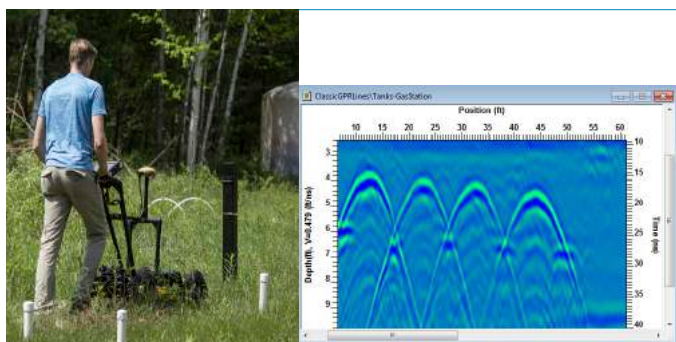 ClassicGPRLines\Tanks-GasStation
Position (ft)
10 15 20 25 30 35 40 45 50 55 60
Depth(ft), V=0.479 (ft/ns)
3
4
5
6
7
8
9
10
15
20
25
30
35
40
Time (ns)